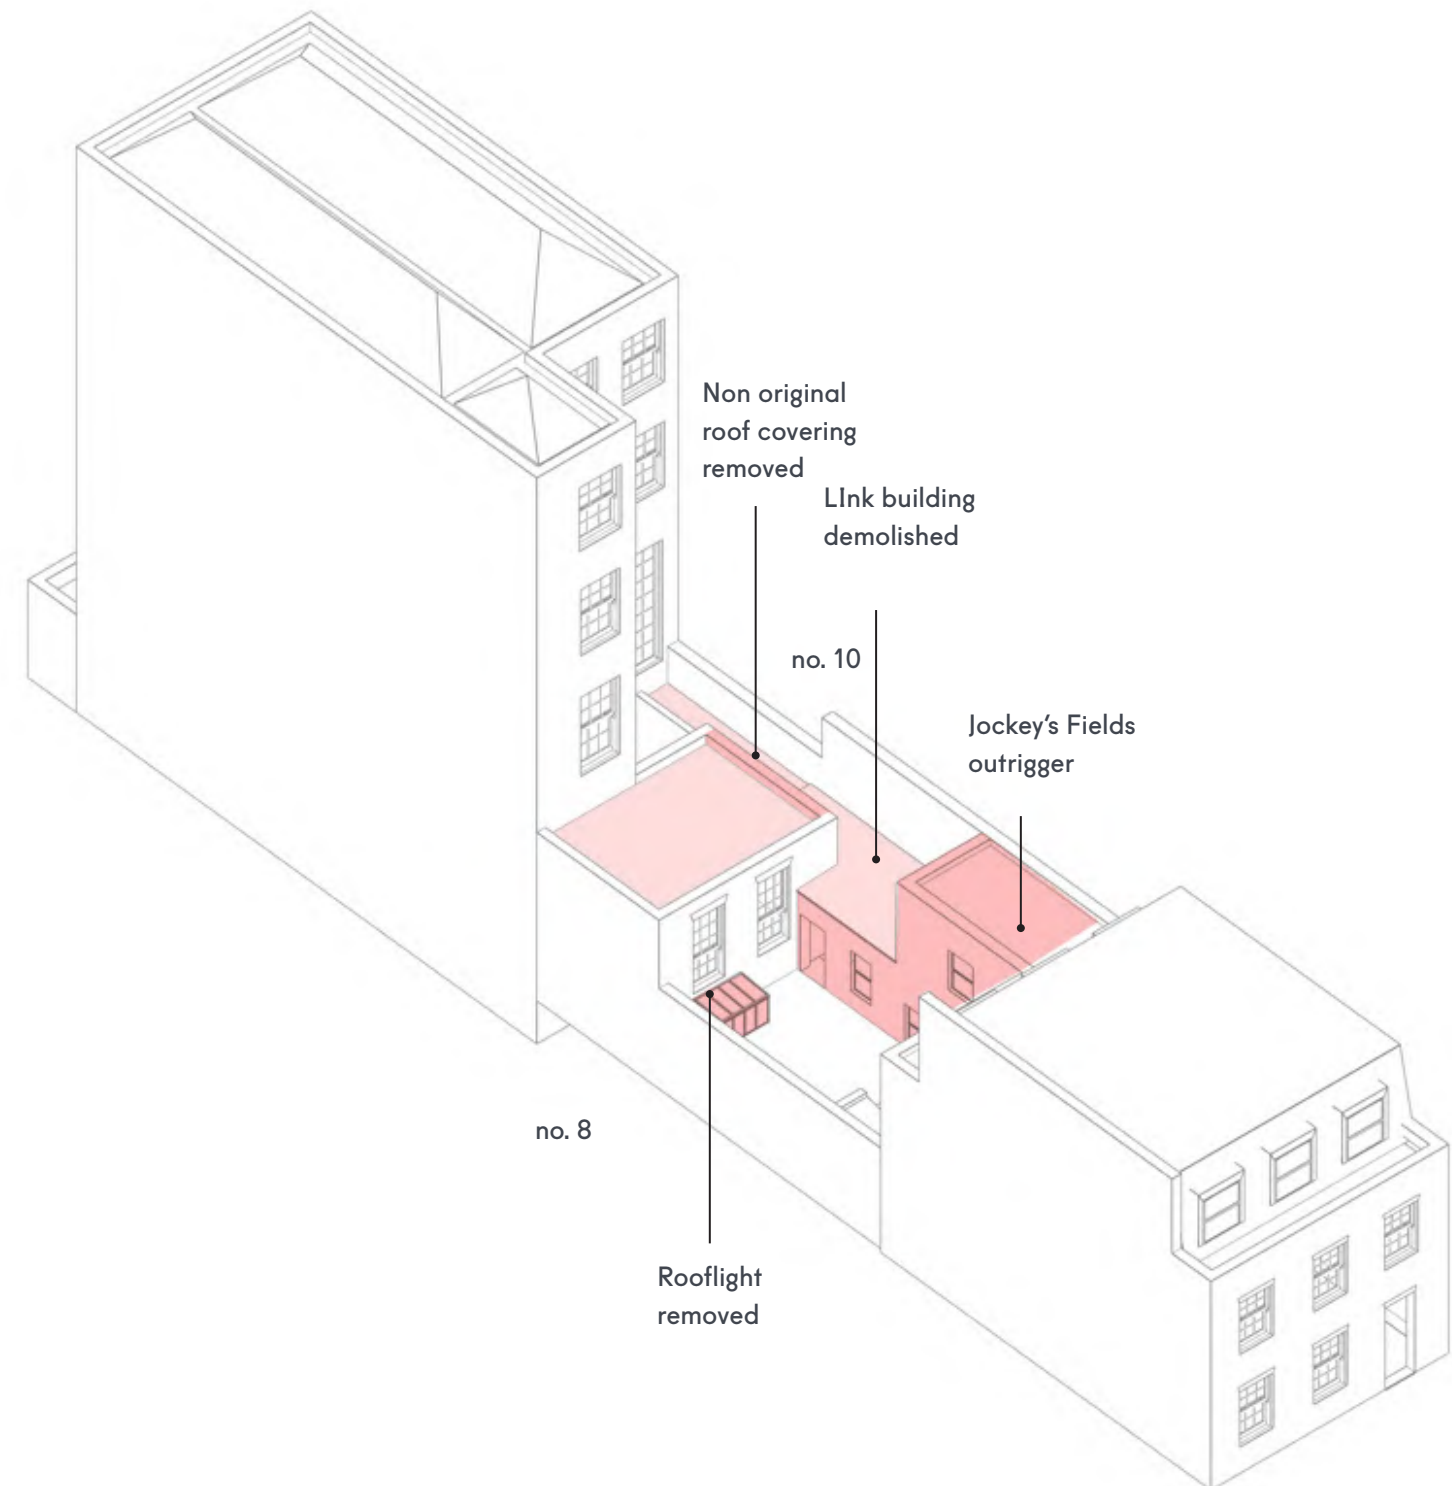 Non original
roof covering
removed
LInk building
demolished
no. 10
Jockey’s Fields
outrigger
no. 8
Rooflight
removed